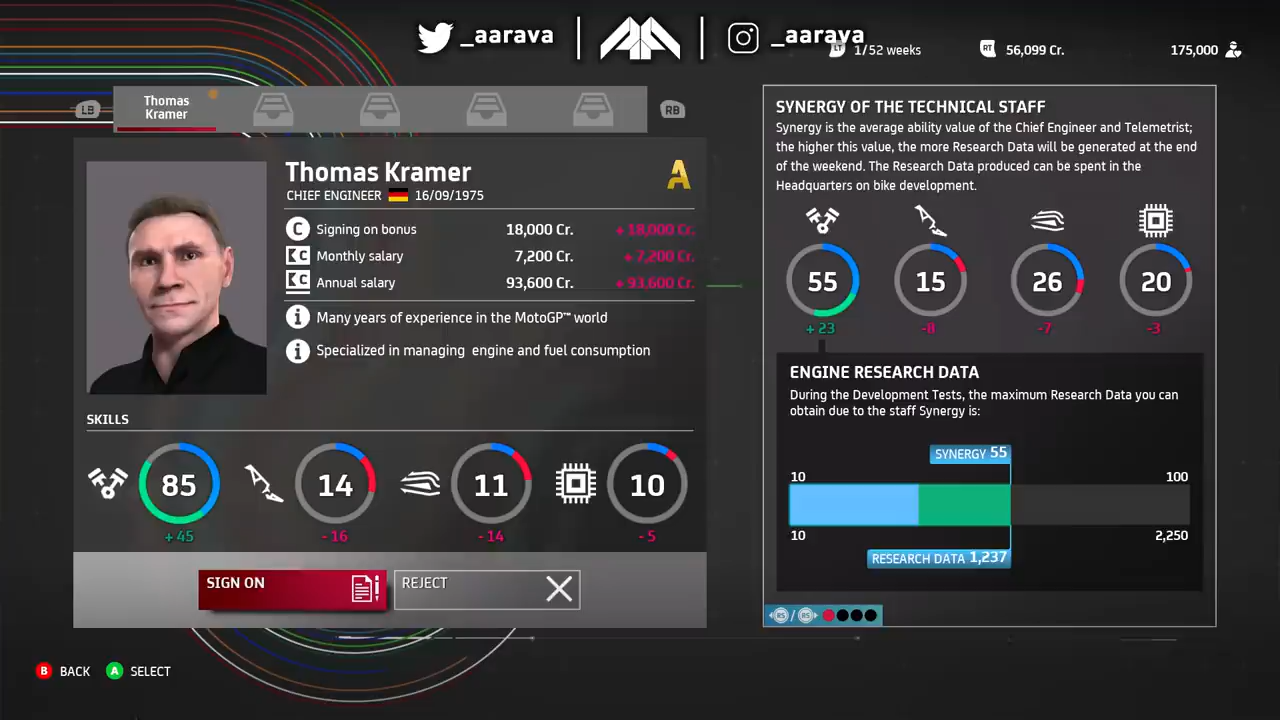 _aarava
_aarava
LT 1/52 weeks
RT 56,099 Cr.
175,000
LB
Thomas
Kramer
RB
Thomas Kramer
A
CHIEF ENGINEER 16/09/1975
C Signing on bonus 18,000 Cr. + 18,000 Cr.
C Monthly salary 7,200 Cr. + 7,200 Cr.
C Annual salary 93,600 Cr. + 93,600 Cr.
i Many years of experience in the MotoGP™ world
i Specialized in managing engine and fuel consumption
SKILLS
85 14 11 10
+ 45 - 16 - 14 - 5
SIGN ON
REJECT
SYNERGY OF THE TECHNICAL STAFF
Synergy is the average ability value of the Chief Engineer and Telemetrist;
the higher this value, the more Research Data will be generated at the end
of the weekend. The Research Data produced can be spent in the
Headquarters on bike development.
55 15 26 20
+ 23 -8 -7 -3
ENGINE RESEARCH DATA
During the Development Tests, the maximum Research Data you can
obtain due to the staff Synergy is:
SYNERGY 55
10 100
10 2,250
RESEARCH DATA 1,237
RS / RS
B BACK A SELECT